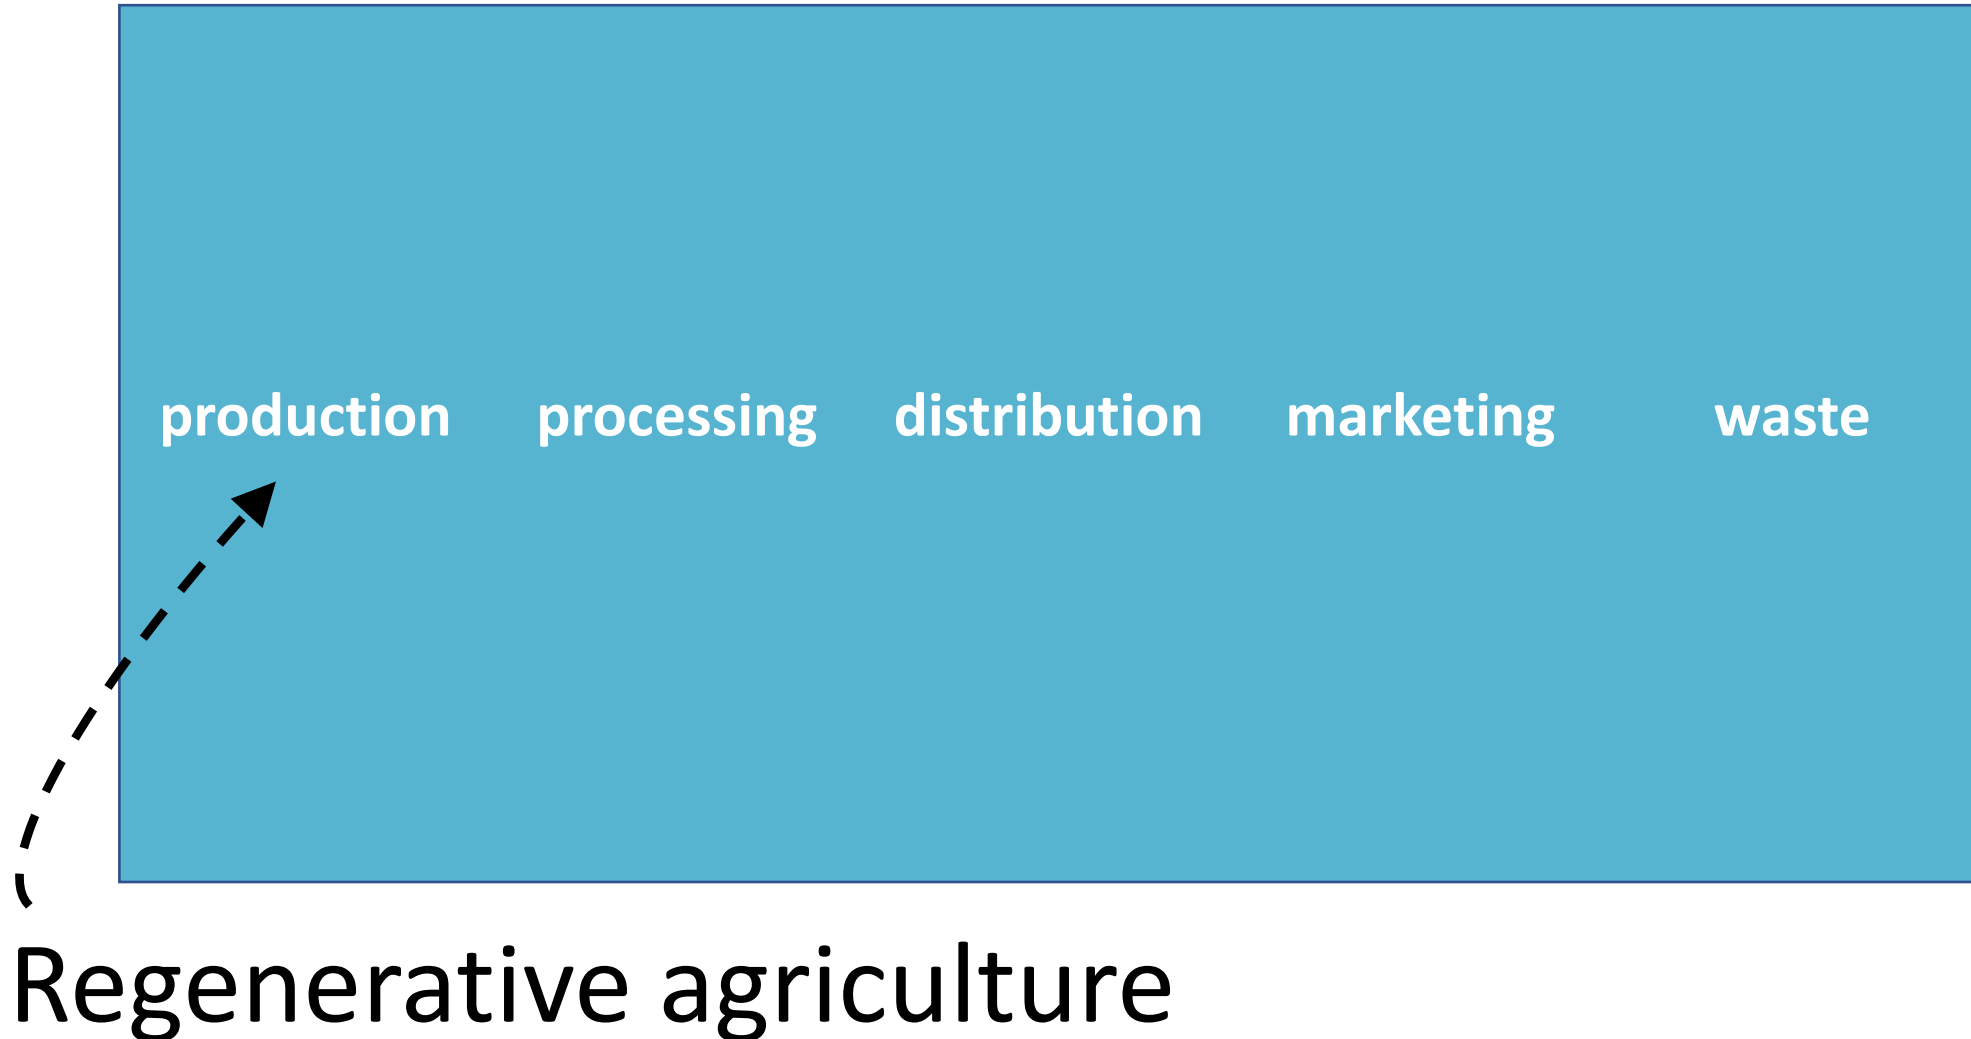 production processing distribution marketing waste
Regenerative agriculture